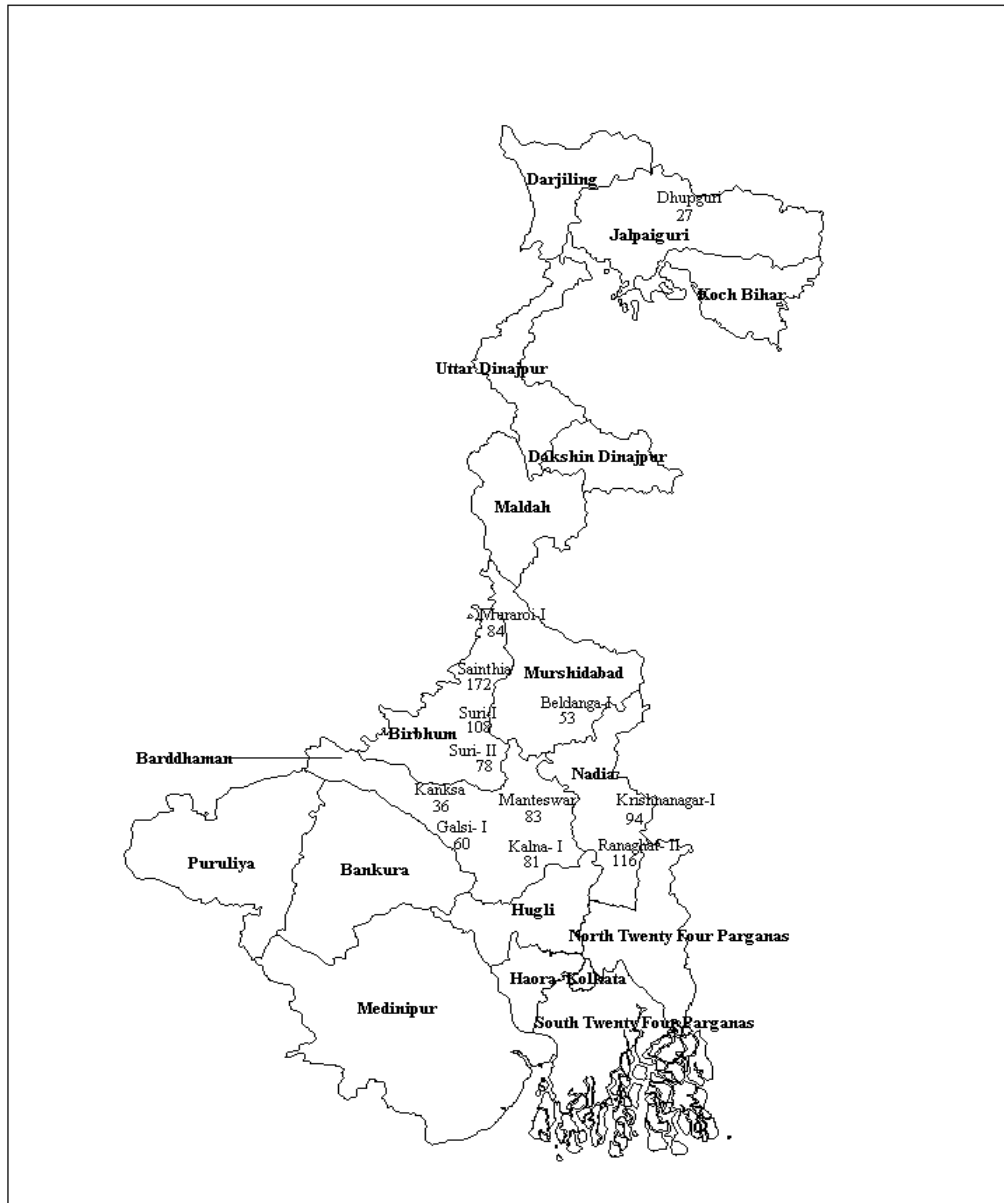 Darjiling
Dhupguri
27
Jalpaiguri
Koch Bihar
Uttar Dinajpur
Dakshin Dinajpur
Maldah
Muraroi-I
84
Sainthia
172
Murshidabad
Beldanga-I
53
Suri-I
108
Birbhum
Suri- II
78
Barddhaman
Nadia
Kanksa
36
Manteswar
83
Krishnanagar-I
94
Galsi- I
60
Kalna- I
81
Ranaghat- II
116
Puruliya
Bankura
Hugli
North Twenty Four Parganas
Haora
Kolkata
Medinipur
South Twenty Four Parganas